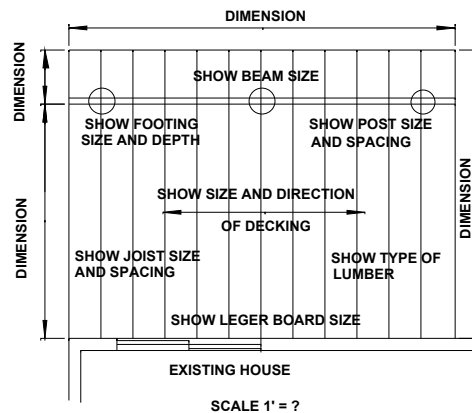 DIMENSION
DIMENSION
SHOW BEAM SIZE
SHOW FOOTING
SIZE AND DEPTH
SHOW POST SIZE
AND SPACING
DIMENSION
DIMENSION
SHOW SIZE AND DIRECTION
OF DECKING
SHOW JOIST SIZE
AND SPACING
SHOW TYPE OF
LUMBER
SHOW LEGER BOARD SIZE
EXISTING HOUSE
SCALE 1' = ?